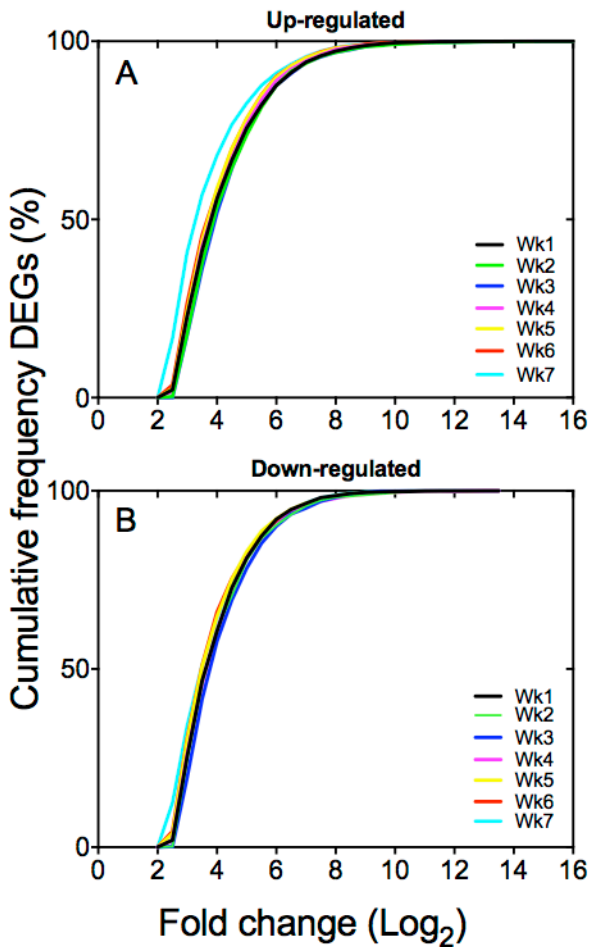 Up-regulated
A
100
50
0
0 2 4 6 8 10 12 14 16
Wk1
Wk2
Wk3
Wk4
Wk5
Wk6
Wk7
Cumulative frequency DEGs (%)
Down-regulated
B
100
50
0
0 2 4 6 8 10 12 14 16
Wk1
Wk2
Wk3
Wk4
Wk5
Wk6
Wk7
Fold change (Log₂)